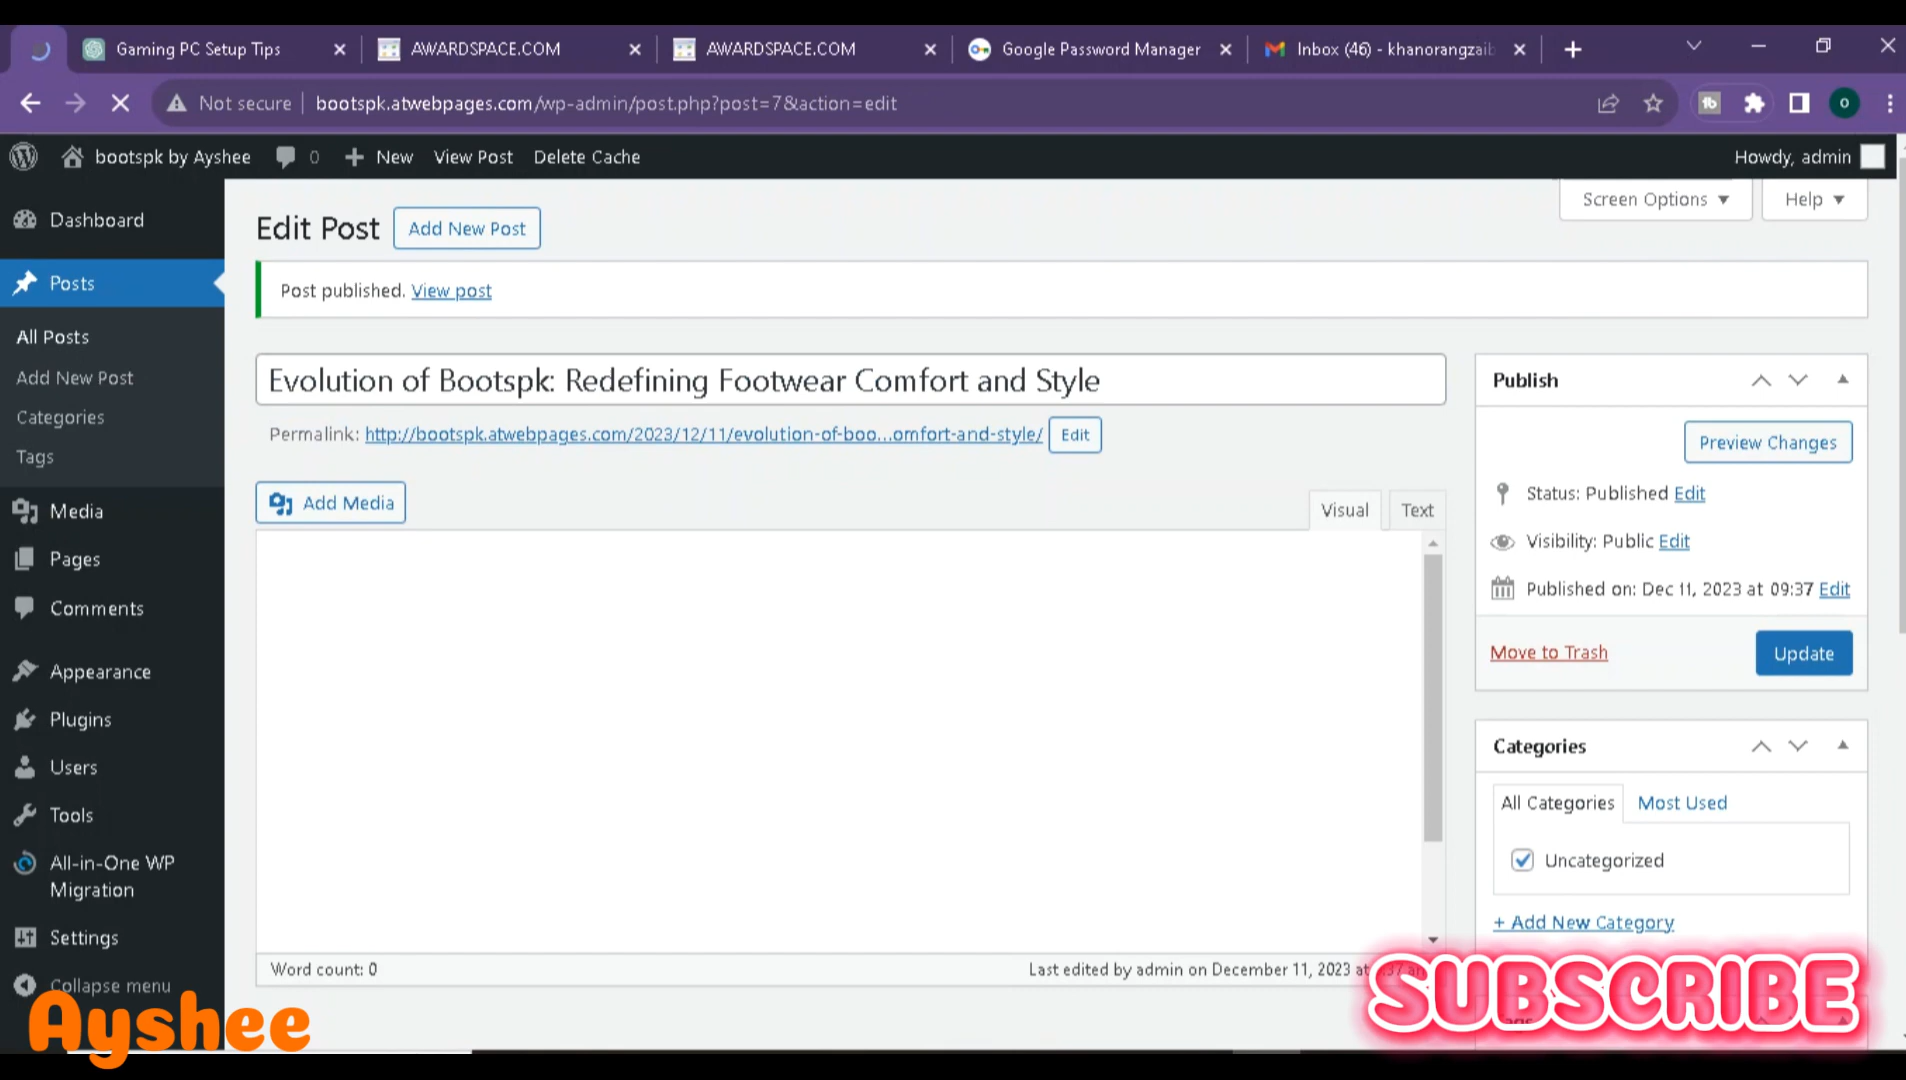 Gaming PC Setup Tips
AWARDSPACE.COM
AWARDSPACE.COM
Google Password Manager
Inbox (46) - khanorangzaib
Not secure
bootspk.atwebpages.com/wp-admin/post.php?post=7&action=edit
bootspk by Ayshee
0
New
View Post
Delete Cache
Howdy, admin
Screen Options
Help
Dashboard
Posts
All Posts
Add New Post
Categories
Tags
Media
Pages
Comments
Appearance
Plugins
Users
Tools
All-in-One WP
Migration
Settings
Collapse menu
Edit Post
Add New Post
Post published. View post
Evolution of Bootspk: Redefining Footwear Comfort and Style
Permalink: http://bootspk.atwebpages.com/2023/12/11/evolution-of-boo...omfort-and-style/ Edit
Add Media
Visual
Text
Word count: 0
Last edited by admin on December 11, 2023 at
Publish
Preview Changes
Status: Published Edit
Visibility: Public Edit
Published on: Dec 11, 2023 at 09:37 Edit
Move to Trash
Update
Categories
All Categories
Most Used
Uncategorized
+ Add New Category
Tags
Ayshee
SUBSCRIBE